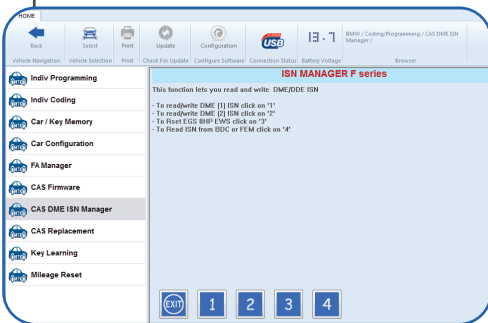 HOME
Back
Select
Print
Update
Configuration
USB
13.7
BMW / Coding/Programming / CAS DME ISN
Manager /
Vehicle Navigation
Vehicle Selection
Print
Check For Update
Configure Software
Connection Status
Battery Voltage
Browser
Indiv Programming
Indiv Coding
Car / Key Memory
Car Configuration
FA Manager
CAS Firmware
CAS DME ISN Manager
CAS Replacement
Key Learning
Mileage Reset
ISN MANAGER F series
This function lets you read and write DME/DDE ISN
- To read/write DME [1] ISN click on '1'
- To read/write DME [2] ISN click on '2'
- To Rset EGS 8HP EWS click on '3'
- To Read ISN from BDC or FEM click on '4'
EXIT
1
2
3
4